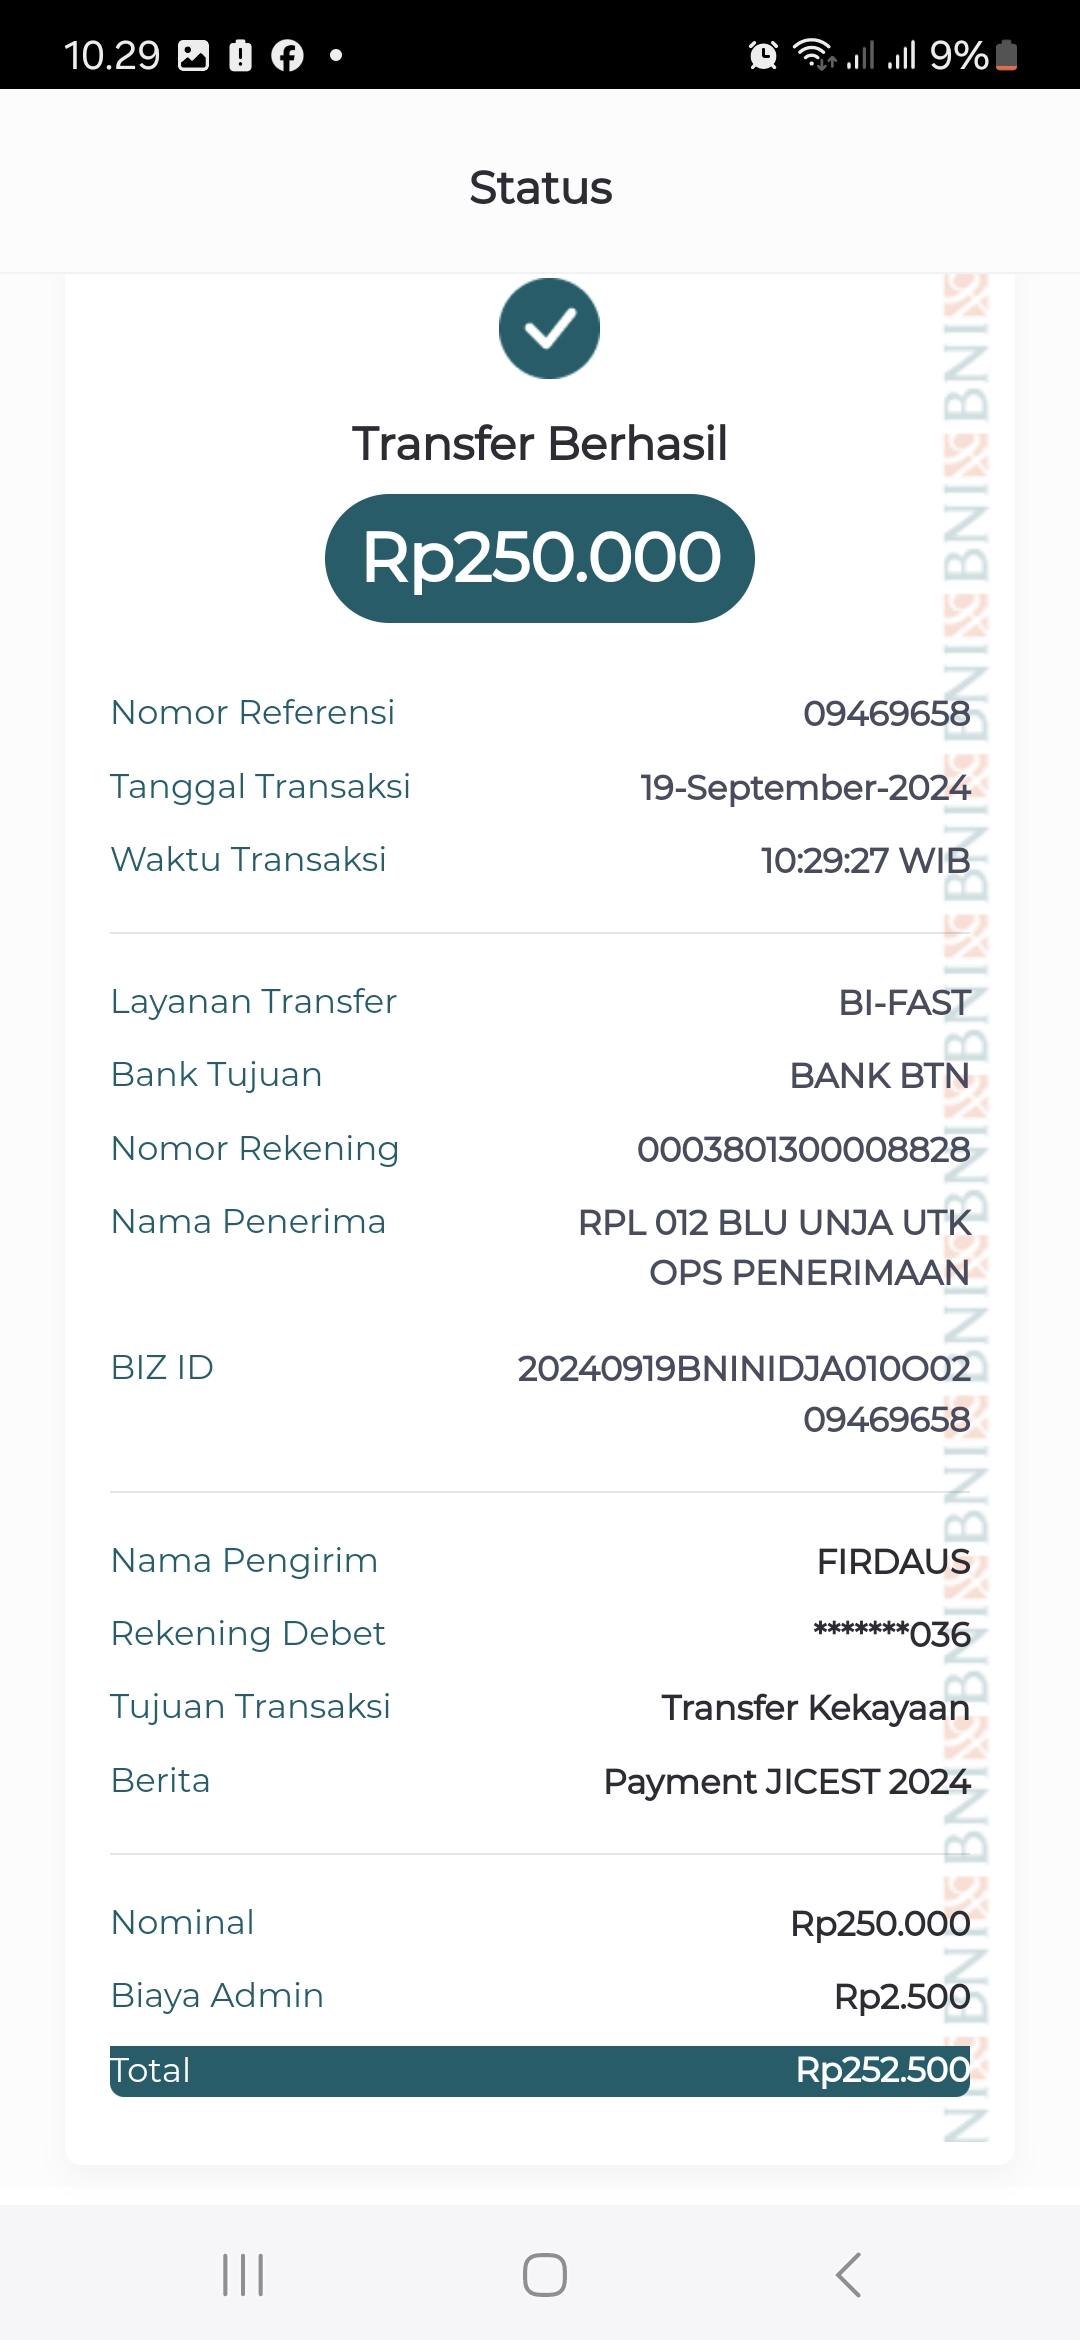 10.29
9%
Status
Transfer Berhasil
Rp250.000
Nomor Referensi 09469658
Tanggal Transaksi 19-September-2024
Waktu Transaksi 10:29:27 WIB
Layanan Transfer BI-FAST
Bank Tujuan BANK BTN
Nomor Rekening 0003801300008828
Nama Penerima RPL 012 BLU UNJA UTK
OPS PENERIMAAN
BIZ ID 20240919BNINIDJA010O02
09469658
Nama Pengirim FIRDAUS
Rekening Debet *******036
Tujuan Transaksi Transfer Kekayaan
Berita Payment JICEST 2024
Nominal Rp250.000
Biaya Admin Rp2.500
Total Rp252.500
BNI BNI BNI BNI BNI BNI BNI BNI BNI BNI BNI